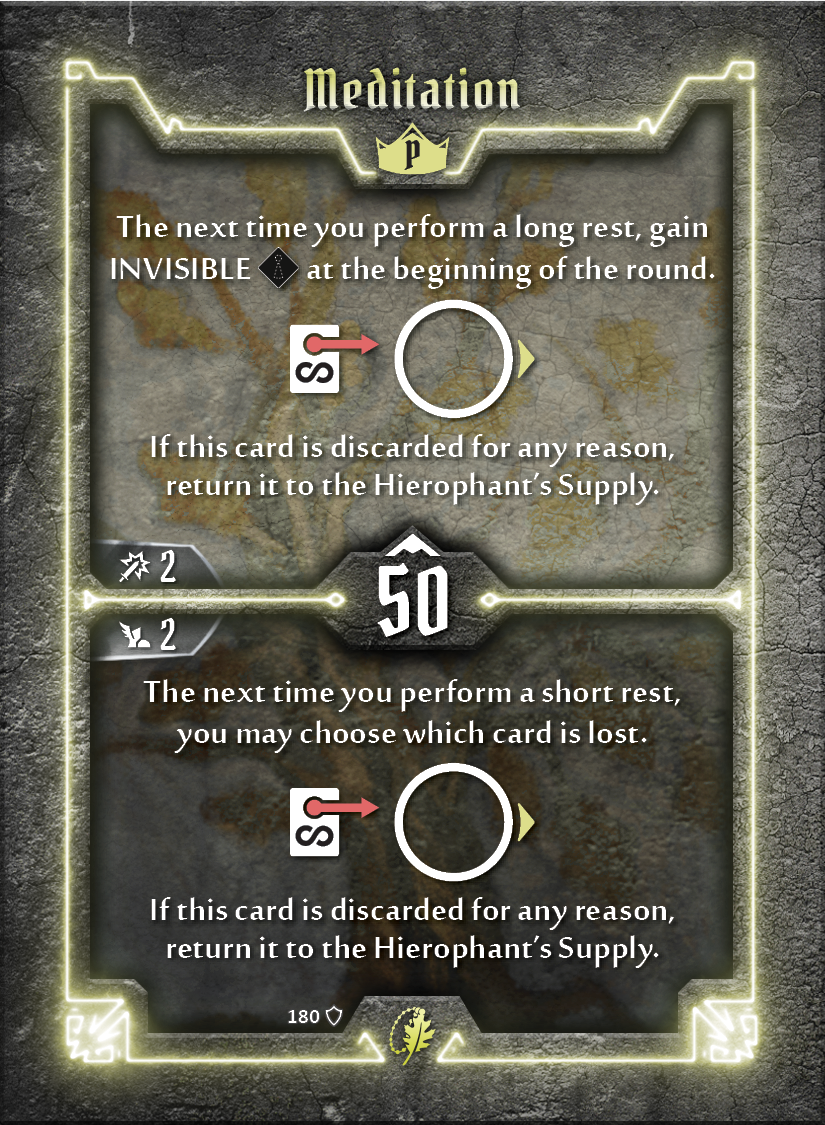 Meditation
P
The next time you perform a long rest, gain
INVISIBLE at the beginning of the round.
If this card is discarded for any reason,
return it to the Hierophant's Supply.
2
50
2
The next time you perform a short rest,
you may choose which card is lost.
If this card is discarded for any reason,
return it to the Hierophant's Supply.
180